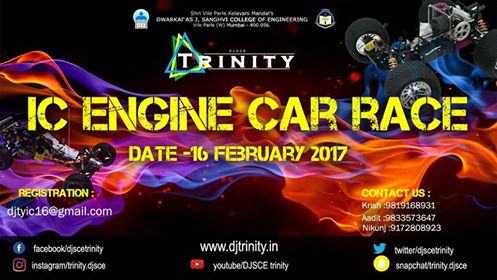 Shri Vile Parle Kelavani Mandal's
DWARKADAS J. SANGHVI COLLEGE OF ENGINEERING
Vile Parle (W) Mumbai - 400 056.
DJSCE
TRINITY
IC ENGINE CAR RACE
DATE -16 FEBRUARY 2017
REGISTRATION :
djtyic16@gmail.com
CONTACT US :
Krish :9819168931
Aadit :9833573647
Nikunj :9172808923
www.djtrinity.in
facebook/djscetrinity
twitter/djscetrinity
instagram/trinity.djsce
youtube/DJSCE trinity
snapchat/trinity.djsce